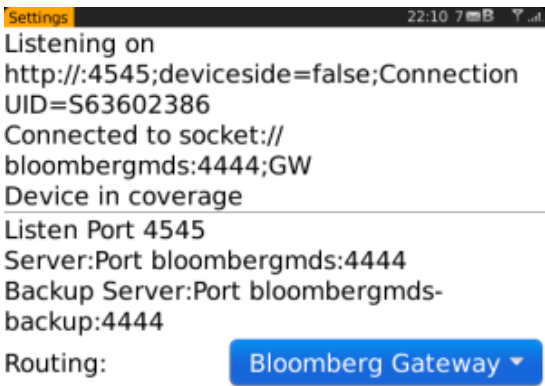 Settings
22:10 7 B
Listening on
http://:4545;deviceside=false;Connection
UID=S63602386
Connected to socket://
bloombergmds:4444;GW
Device in coverage
Listen Port 4545
Server:Port bloombergmds:4444
Backup Server:Port bloombergmds-
backup:4444
Routing: Bloomberg Gateway